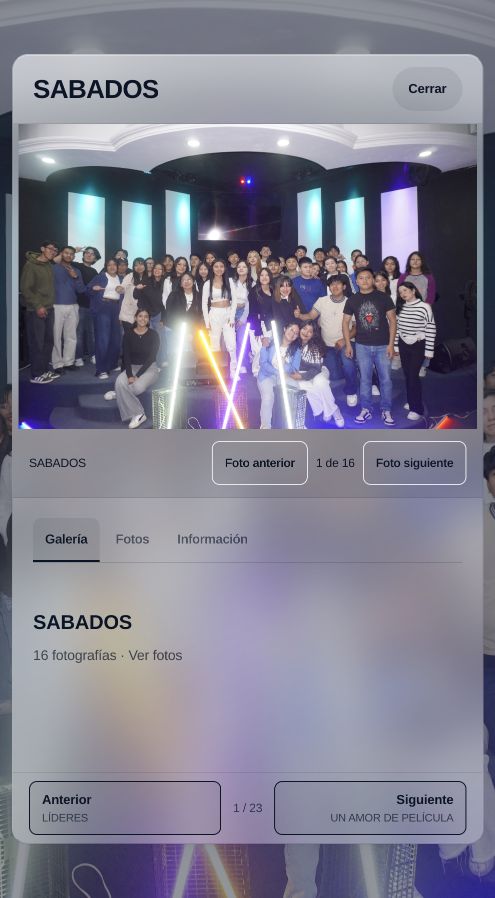 SABADOS
Cerrar
SABADOS
Foto anterior
1 de 16
Foto siguiente
Galería
Fotos
Información
SABADOS
16 fotografías · Ver fotos
Anterior
LÍDERES
1 / 23
Siguiente
UN AMOR DE PELÍCULA